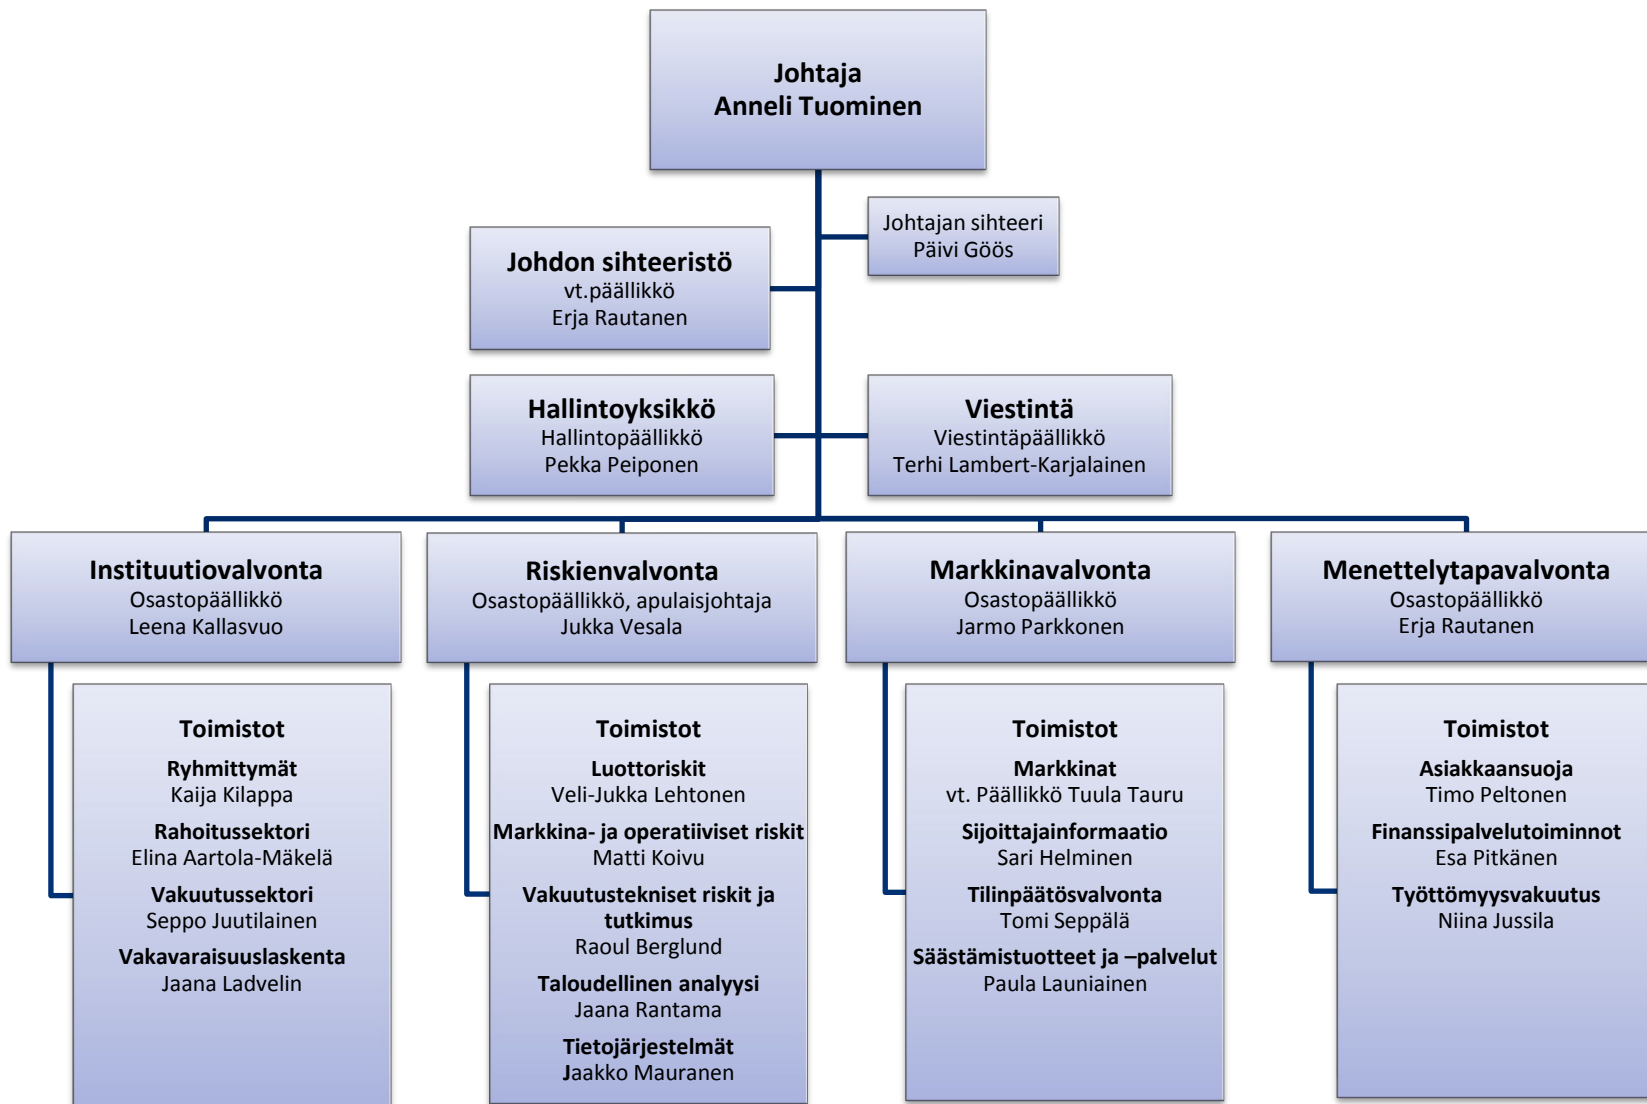 Johtaja
Anneli Tuominen
Johtajan sihteeri
Päivi Göös
Johdon sihteeristö
vt.päällikkö
Erja Rautanen
Hallintoyksikkö
Hallintopäällikkö
Pekka Peiponen
Viestintä
Viestintäpäällikkö
Terhi Lambert-Karjalainen
Instituutiovalvonta
Osastopäällikkö
Leena Kallasvuo
Riskienvalvonta
Osastopäällikkö, apulaisjohtaja
Jukka Vesala
Markkinavalvonta
Osastopäällikkö
Jarmo Parkkonen
Menettelytapavalvonta
Osastopäällikkö
Erja Rautanen
Toimistot
Ryhmittymät
Kaija Kilappa
Rahoitussektori
Elina Aartola-Mäkelä
Vakuutussektori
Seppo Juutilainen
Vakavaraisuuslaskenta
Jaana Ladvelin
Toimistot
Luottoriskit
Veli-Jukka Lehtonen
Markkina- ja operatiiviset riskit
Matti Koivu
Vakuutustekniset riskit ja
tutkimus
Raoul Berglund
Taloudellinen analyysi
Jaana Rantama
Tietojärjestelmät
Jaakko Mauranen
Toimistot
Markkinat
vt. Päällikkö Tuula Tauru
Sijoittajainformaatio
Sari Helminen
Tilinpäätösvalvonta
Tomi Seppälä
Säästämistuotteet ja –palvelut
Paula Launiainen
Toimistot
Asiakkaansuoja
Timo Peltonen
Finanssipalvelutoiminnot
Esa Pitkänen
Työttömyysvakuutus
Niina Jussila